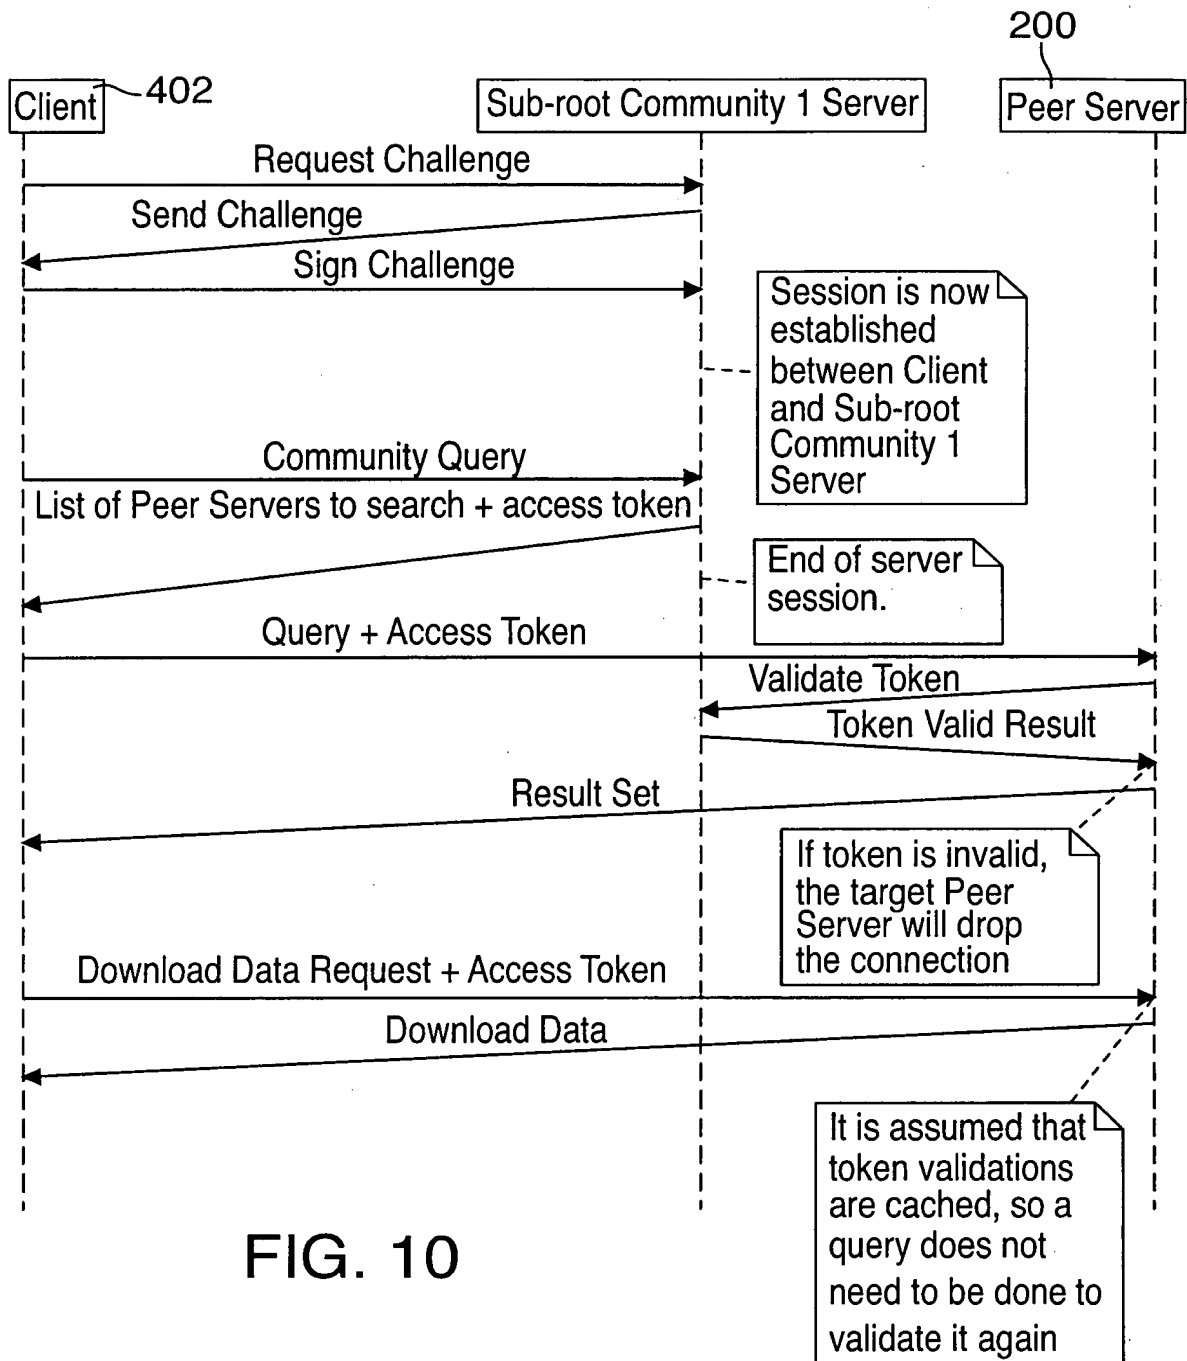 200
Client
402
Sub-root Community 1 Server
Peer Server
Request Challenge
Send Challenge
Sign Challenge
Session is now
established
between Client
and Sub-root
Community 1
Server
Community Query
List of Peer Servers to search + access token
End of server
session.
Query + Access Token
Validate Token
Token Valid Result
Result Set
If token is invalid,
the target Peer
Server will drop
the connection
Download Data Request + Access Token
Download Data
It is assumed that
token validations
are cached, so a
query does not
need to be done to
validate it again
FIG. 10